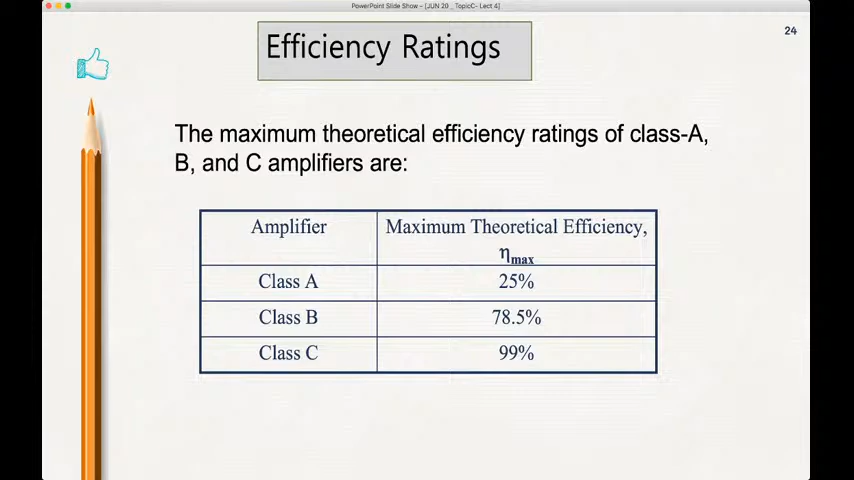 PowerPoint Slide Show - [JUN 20 _ TopicC- Lect 4]
24
Efficiency Ratings
The maximum theoretical efficiency ratings of class-A,
B, and C amplifiers are:
Amplifier Maximum Theoretical Efficiency,
ηmax
Class A 25%
Class B 78.5%
Class C 99%